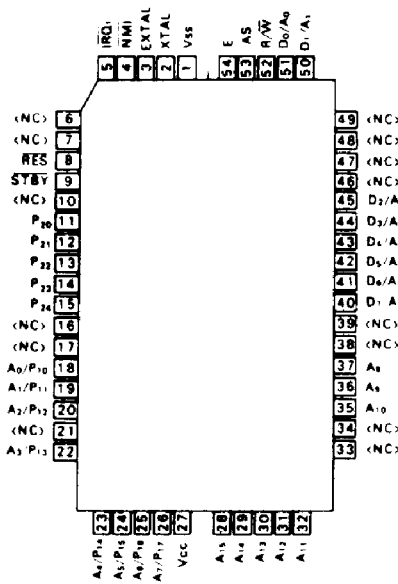 IRQ1 NMI EXTAL XTAL Vss E AS R/W D0/A0 D1/A1
5 4 3 2 1 54 53 52 51 50
(NC) 6
(NC) 7
RES 8
STBY 9
(NC) 10
P20 11
P21 12
P22 13
P23 14
P24 15
(NC) 16
(NC) 17
A0/P10 18
A1/P11 19
A2/P12 20
(NC) 21
A3/P13 22
49 (NC)
48 (NC)
47 (NC)
46 (NC)
45 D2/A
44 D3/A
43 D4/A
42 D5/A
41 D6/A
40 D7 A
39 (NC)
38 (NC)
37 A8
36 A9
35 A10
34 (NC)
33 (NC)
23 24 25 26 27 28 29 30 31 32
A4/P14 A5/P15 A6/P16 A7/P17 Vcc A15 A14 A13 A12 A11